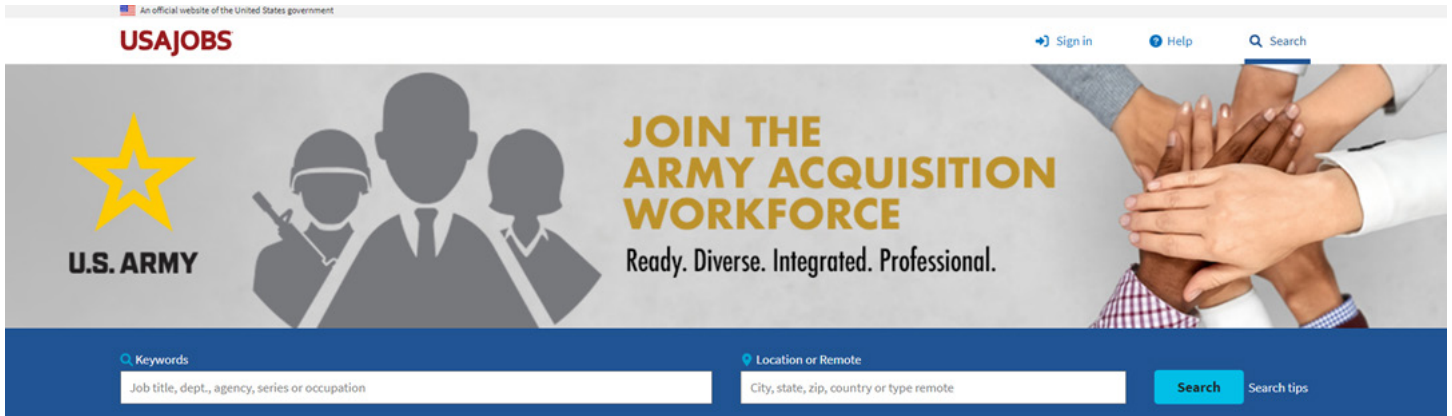 An official website of the United States government
USAJOBS
Sign in
Help
Search
U.S. ARMY
JOIN THE
ARMY ACQUISITION
WORKFORCE
Ready. Diverse. Integrated. Professional.
Keywords
Job title, dept., agency, series or occupation
Location or Remote
City, state, zip, country or type remote
Search
Search tips